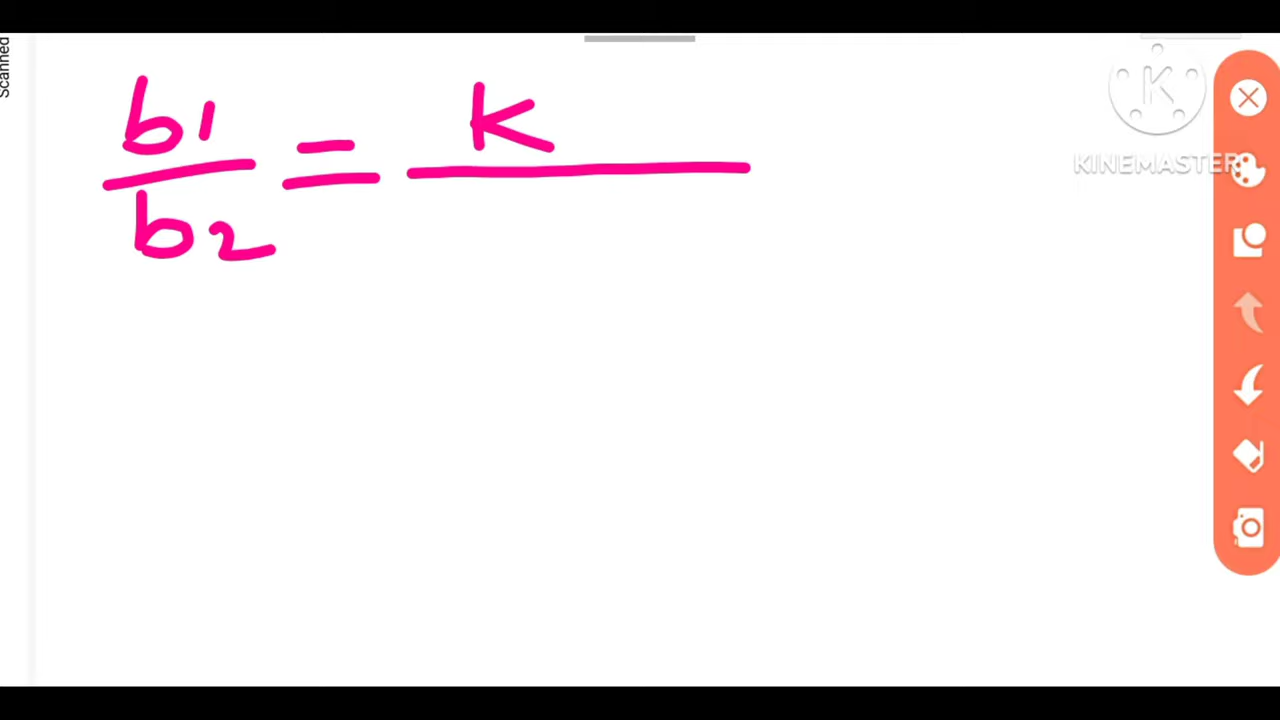 Scanned
b1 = K
b2
K
KINEMASTER